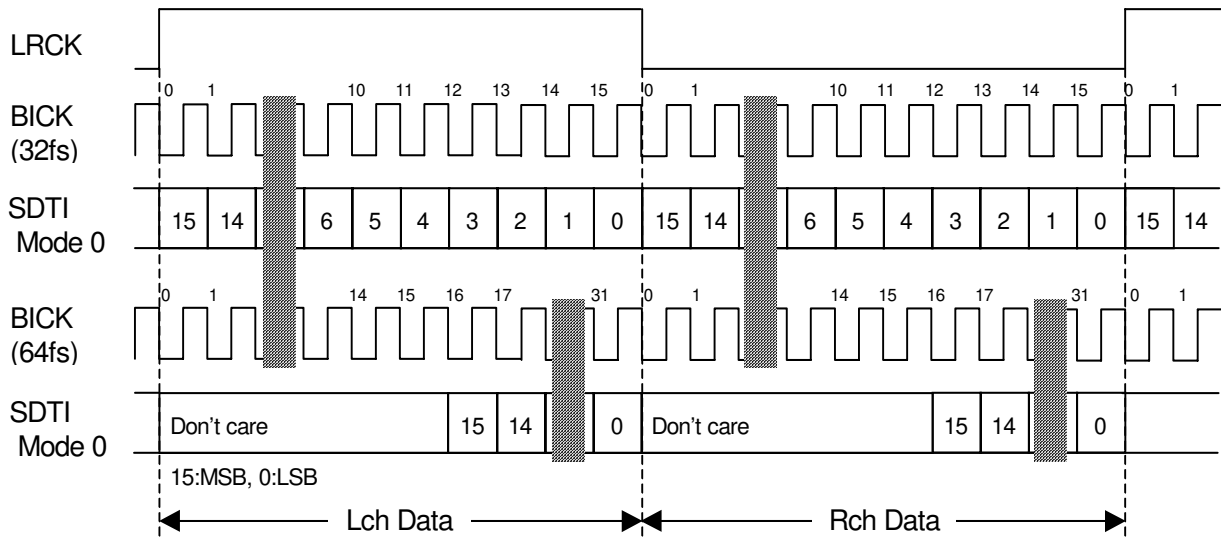 LRCK
0 1 10 11 12 13 14 15 0 1 10 11 12 13 14 15 0 1
BICK
(32fs)
SDTI
Mode 0
15 14 6 5 4 3 2 1 0 15 14 6 5 4 3 2 1 0 15 14
0 1 14 15 16 17 31 0 1 14 15 16 17 31 0 1
BICK
(64fs)
SDTI
Mode 0
Don't care 15 14 0 Don't care 15 14 0
15:MSB, 0:LSB
Lch Data Rch Data